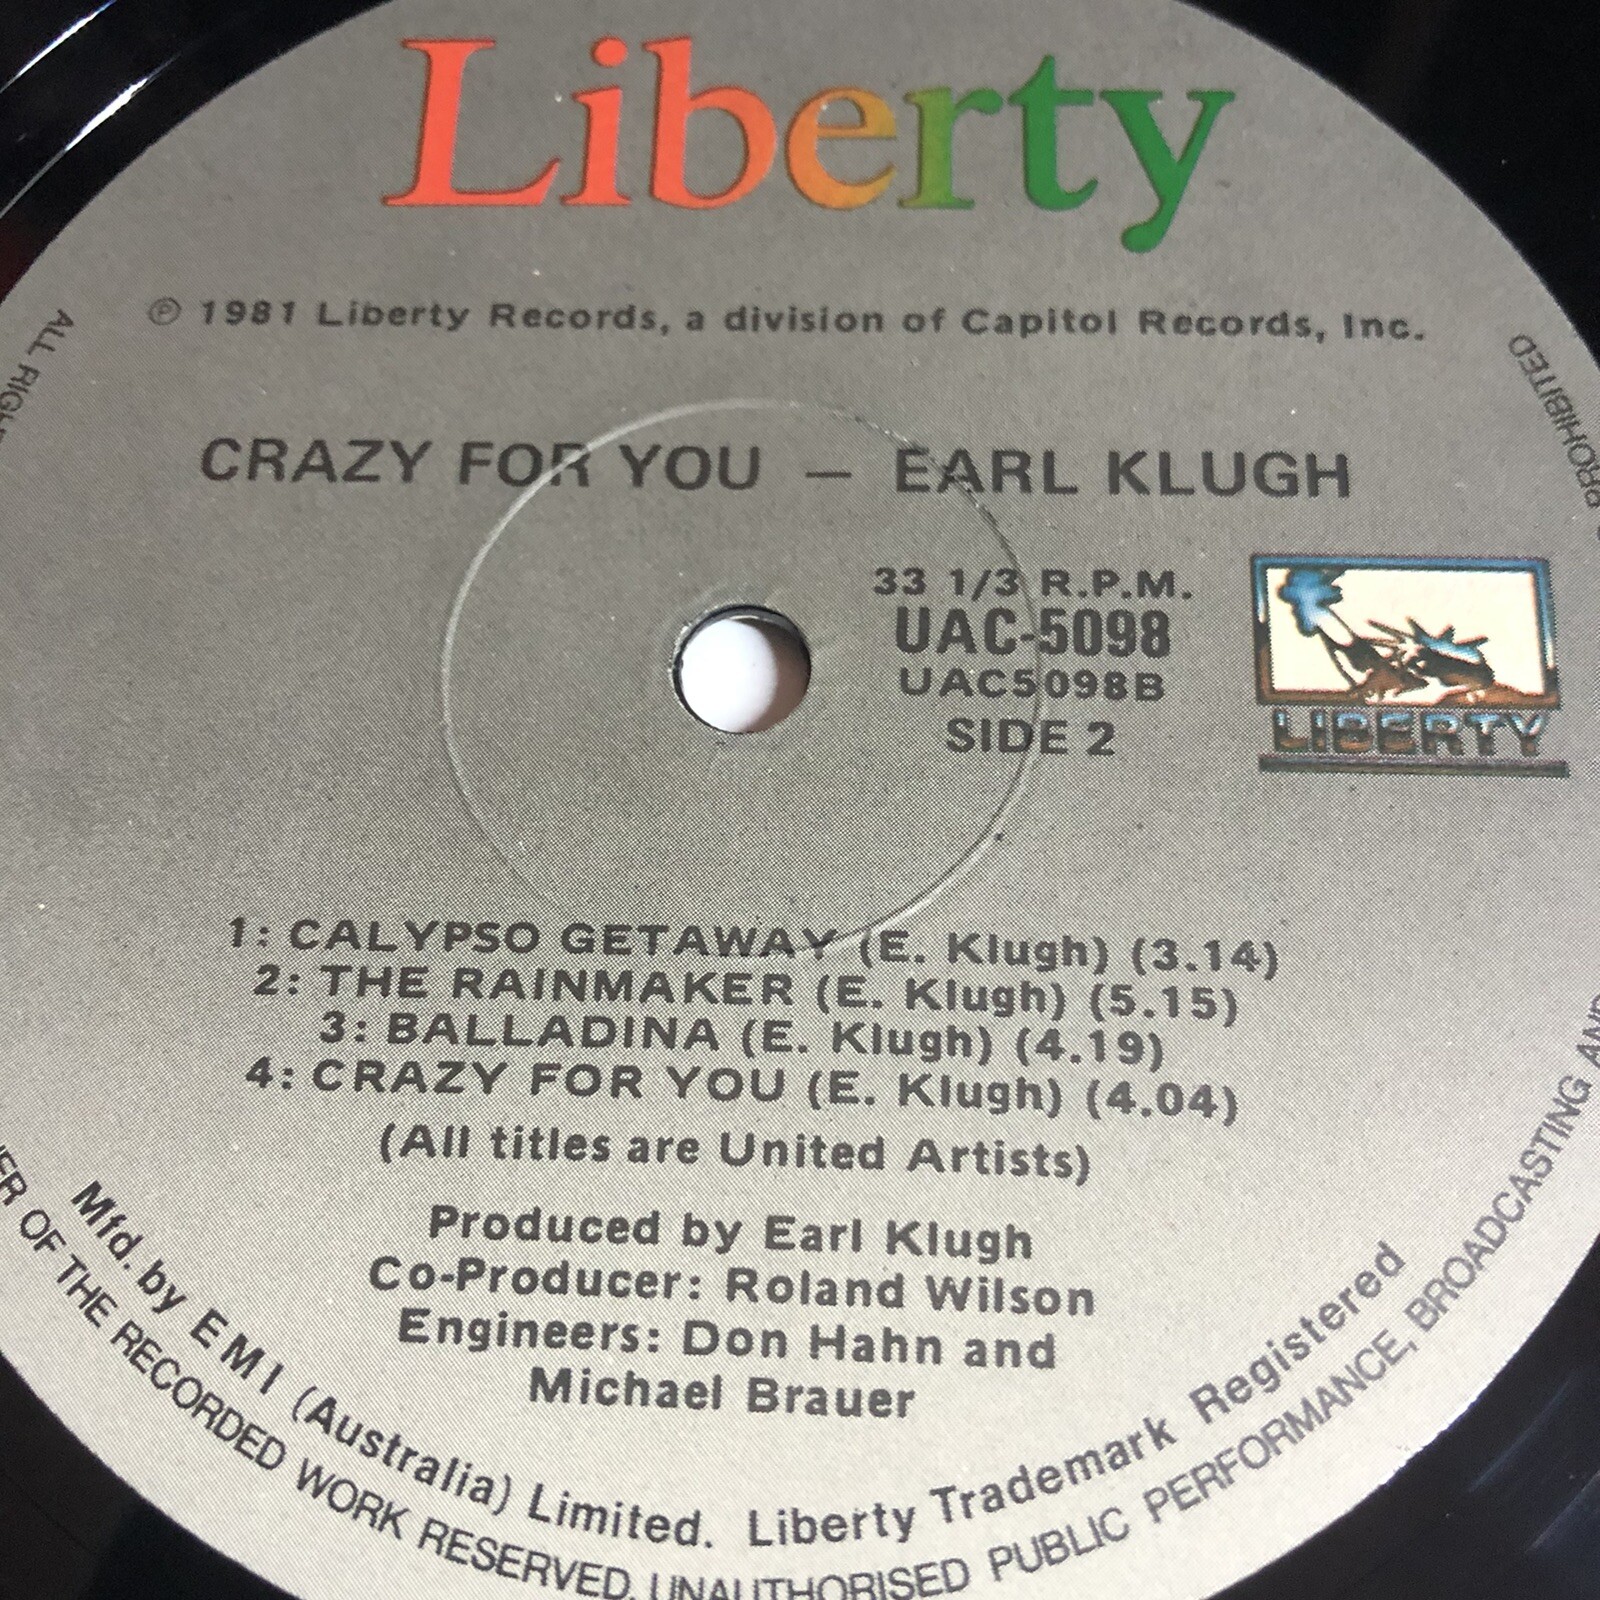 Liberty
℗ 1981 Liberty Records, a division of Capitol Records, Inc.
CRAZY FOR YOU — EARL KLUGH
33 1/3 R.P.M.
UAC-5098
UAC5098B
SIDE 2
LIBERTY
1: CALYPSO GETAWAY (E. Klugh) (3.14)
2: THE RAINMAKER (E. Klugh) (5.15)
3: BALLADINA (E. Klugh) (4.19)
4: CRAZY FOR YOU (E. Klugh) (4.04)
(All titles are United Artists)
Produced by Earl Klugh
Co-Producer: Roland Wilson
Engineers: Don Hahn and
Michael Brauer
Mfd. by EMI (Australia) Limited. Liberty Trademark Registered
ALL
OF THE RECORDED WORK RESERVED. UNAUTHORISED PUBLIC PERFORMANCE, BROADCASTING AND
PROHIBITED